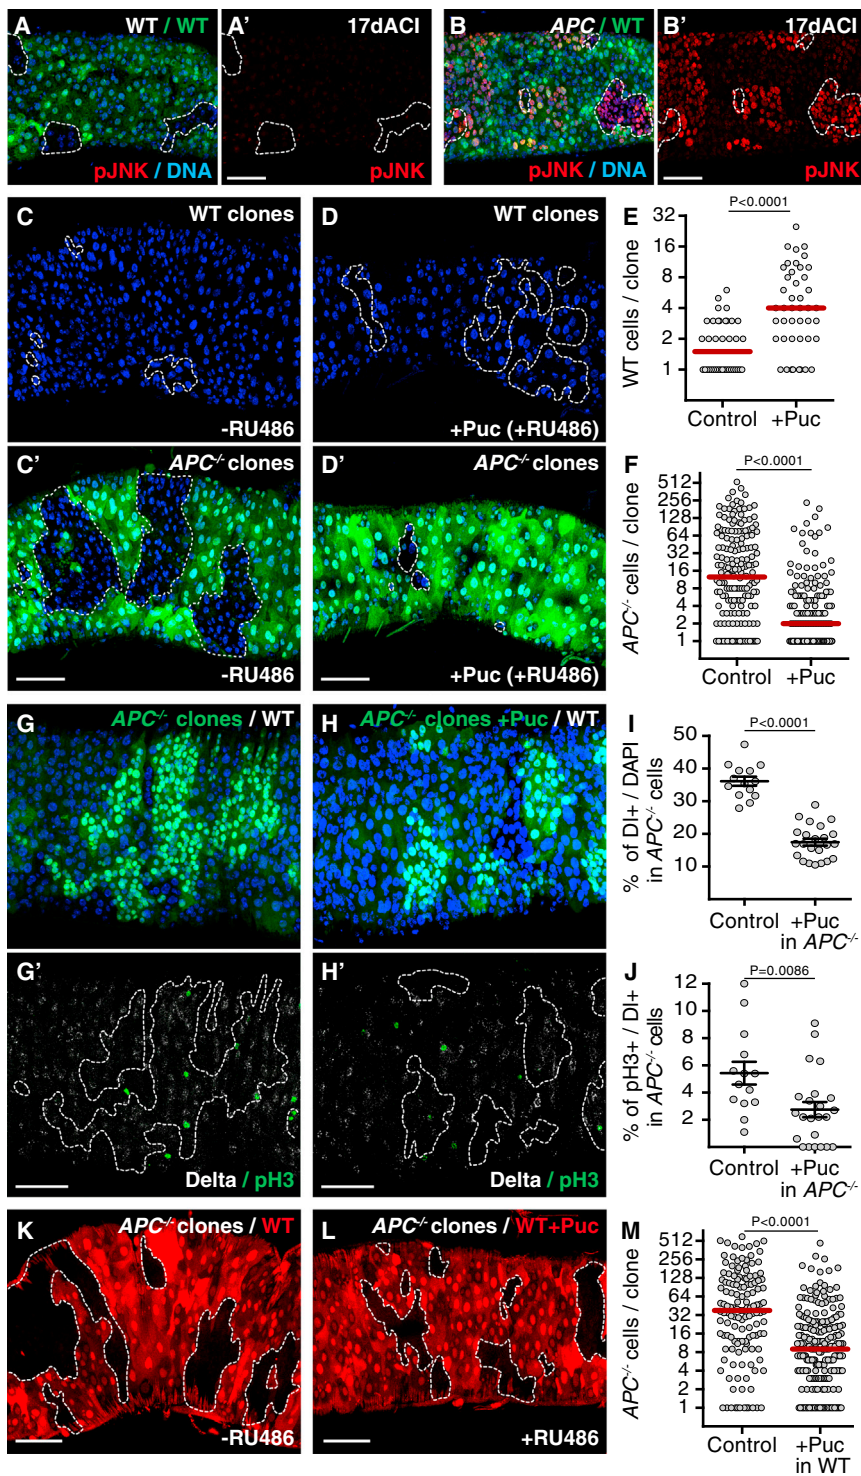 A WT / WT
pJNK / DNA
A' 17dACI
pJNK
B APC / WT
pJNK / DNA
B' 17dACI
pJNK
C WT clones
-RU486
D WT clones
+Puc (+RU486)
E
P<0.0001
WT cells / clone
32
16
8
4
2
1
Control +Puc
C' APC-/- clones
-RU486
D' APC-/- clones
+Puc (+RU486)
F
P<0.0001
APC-/- cells / clone
512
256
128
64
32
16
8
4
2
1
Control +Puc
G APC-/- clones / WT
H APC-/- clones +Puc / WT
I
P<0.0001
% of Dl+ / DAPI
in APC-/- cells
50
40
30
20
10
Control +Puc
in APC-/-
G'
Delta / pH3
H'
Delta / pH3
J
P=0.0086
% of pH3+ / Dl+
in APC-/- cells
12
10
8
6
4
2
Control +Puc
in APC-/-
K APC-/- clones / WT
-RU486
L APC-/- clones / WT+Puc
+RU486
M
P<0.0001
APC-/- cells / clone
512
256
128
64
32
16
8
4
2
1
Control +Puc
in WT